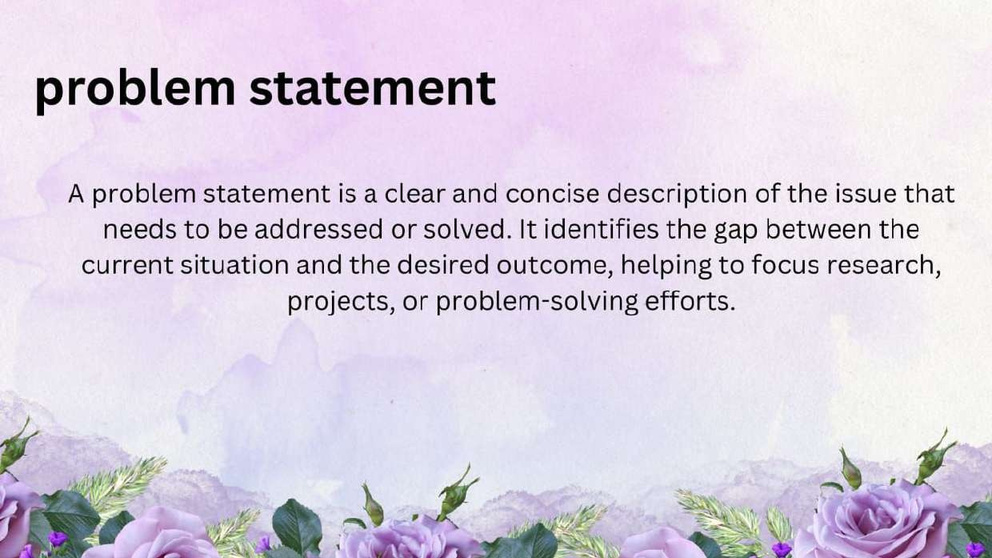 problem statement
A problem statement is a clear and concise description of the issue that
needs to be addressed or solved. It identifies the gap between the
current situation and the desired outcome, helping to focus research,
projects, or problem-solving efforts.